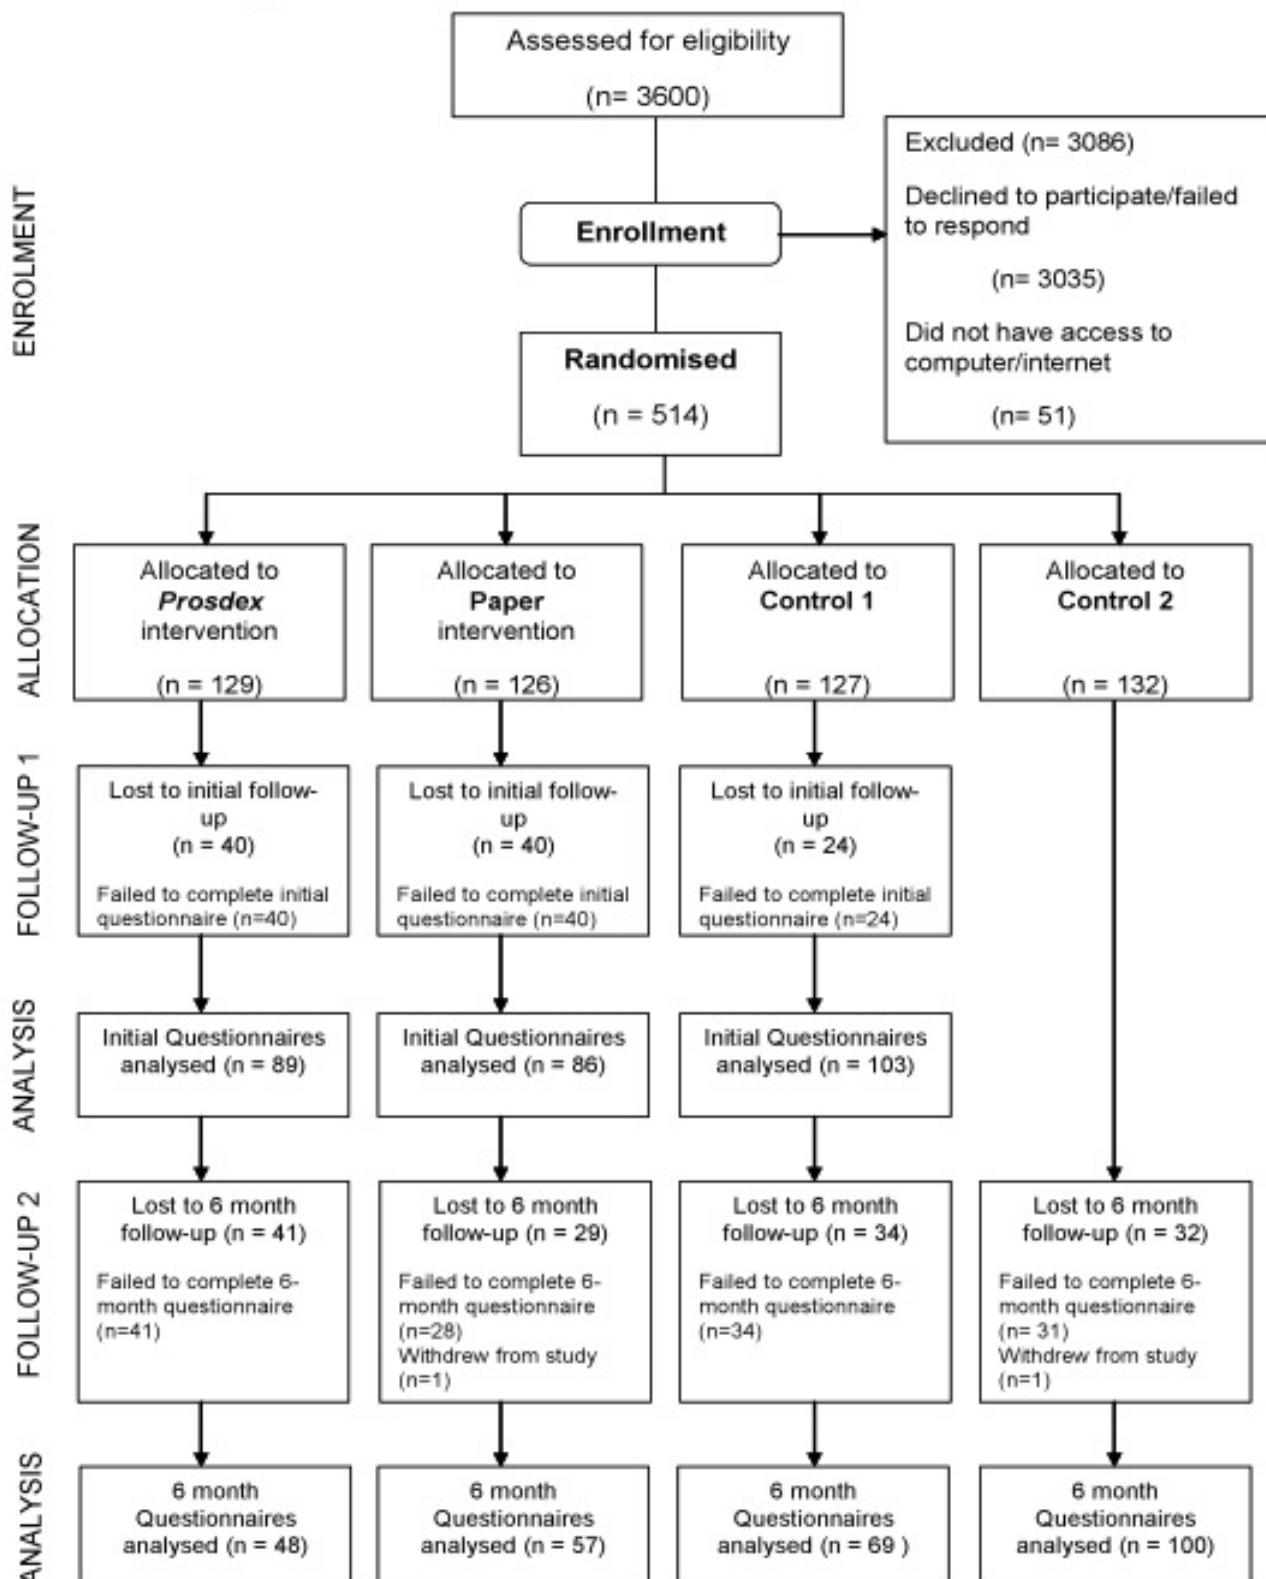 Assessed for eligibility
(n= 3600)
Excluded (n= 3086)
Declined to participate/failed
to respond
(n= 3035)
Did not have access to
computer/internet
(n= 51)
ENROLMENT
Enrollment
Randomised
(n = 514)
ALLOCATION
Allocated to
Prosdex
intervention
(n = 129)
Allocated to
Paper
intervention
(n = 126)
Allocated to
Control 1
(n = 127)
Allocated to
Control 2
(n = 132)
FOLLOW-UP 1
Lost to initial follow-
up
(n = 40)
Failed to complete initial
questionnaire (n=40)
Lost to initial follow-
up
(n = 40)
Failed to complete initial
questionnaire (n=40)
Lost to initial follow-
up
(n = 24)
Failed to complete initial
questionnaire (n=24)
ANALYSIS
Initial Questionnaires
analysed (n = 89)
Initial Questionnaires
analysed (n = 86)
Initial Questionnaires
analysed (n = 103)
FOLLOW-UP 2
Lost to 6 month
follow-up (n = 41)
Failed to complete 6-
month questionnaire
(n=41)
Lost to 6 month
follow-up (n = 29)
Failed to complete 6-
month questionnaire
(n=28)
Withdrew from study
(n=1)
Lost to 6 month
follow-up (n = 34)
Failed to complete 6-
month questionnaire
(n=34)
Lost to 6 month
follow-up (n = 32)
Failed to complete 6-
month questionnaire
(n= 31)
Withdrew from study
(n=1)
ANALYSIS
6 month
Questionnaires
analysed (n = 48)
6 month
Questionnaires
analysed (n = 57)
6 month
Questionnaires
analysed (n = 69 )
6 month
Questionnaires
analysed (n = 100)